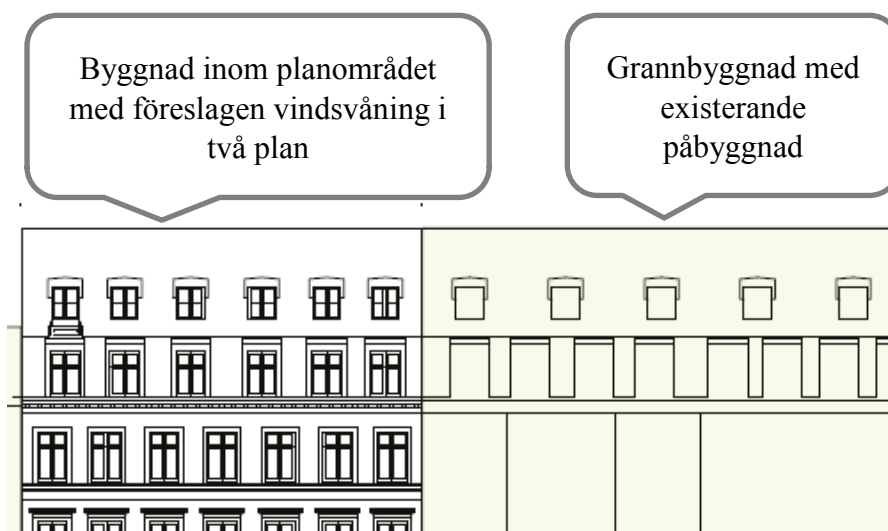 Byggnad inom planområdet
med föreslagen vindsvåning i
två plan
Grannbyggnad med
existerande
påbyggnad